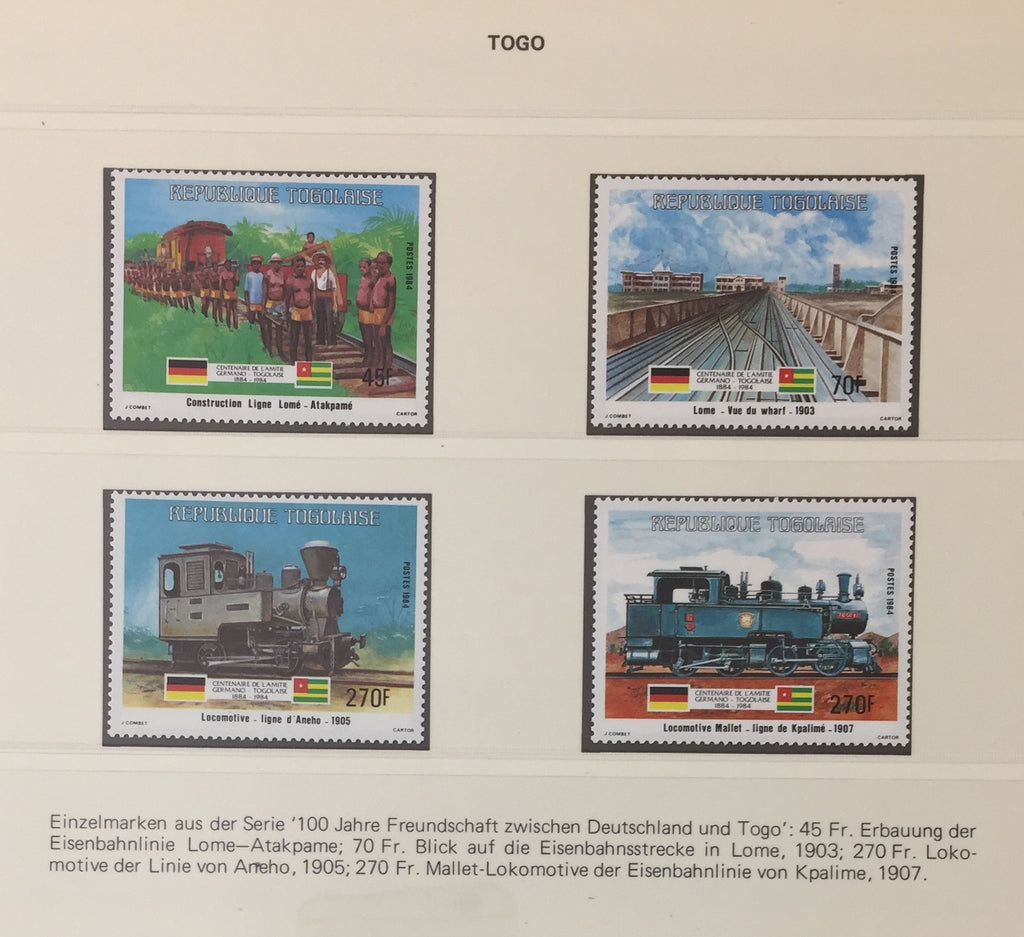 TOGO
REPUBLIQUE TOGOLAISE
POSTES 1984
CENTENAIRE DE L'AMITIE
GERMANO - TOGOLAISE
1884 - 1984
45F
Construction Ligne Lomé - Atakpamé
J.COMBET
CARTOR
REPUBLIQUE TOGOLAISE
POSTES 1984
CENTENAIRE DE L'AMITIE
GERMANO - TOGOLAISE
1884 - 1984
70F
Lome - Vue du wharf - 1903
J.COMBET
CARTOR
REPUBLIQUE TOGOLAISE
POSTES 1984
CENTENAIRE DE L'AMITIE
GERMANO - TOGOLAISE
1884 - 1984
270F
Locomotive - ligne d'Aneho - 1905
J.COMBET
CARTOR
REPUBLIQUE TOGOLAISE
POSTES 1984
CENTENAIRE DE L'AMITIE
GERMANO - TOGOLAISE
1884 - 1984
270F
Locomotive Mallet - ligne de Kpalimé - 1907
J.COMBET
CARTOR
Einzelmarken aus der Serie '100 Jahre Freundschaft zwischen Deutschland und Togo': 45 Fr. Erbauung der
Eisenbahnlinie Lome—Atakpame; 70 Fr. Blick auf die Eisenbahnsstrecke in Lome, 1903; 270 Fr. Loko-
motive der Linie von Aneho, 1905; 270 Fr. Mallet-Lokomotive der Eisenbahnlinie von Kpalime, 1907.